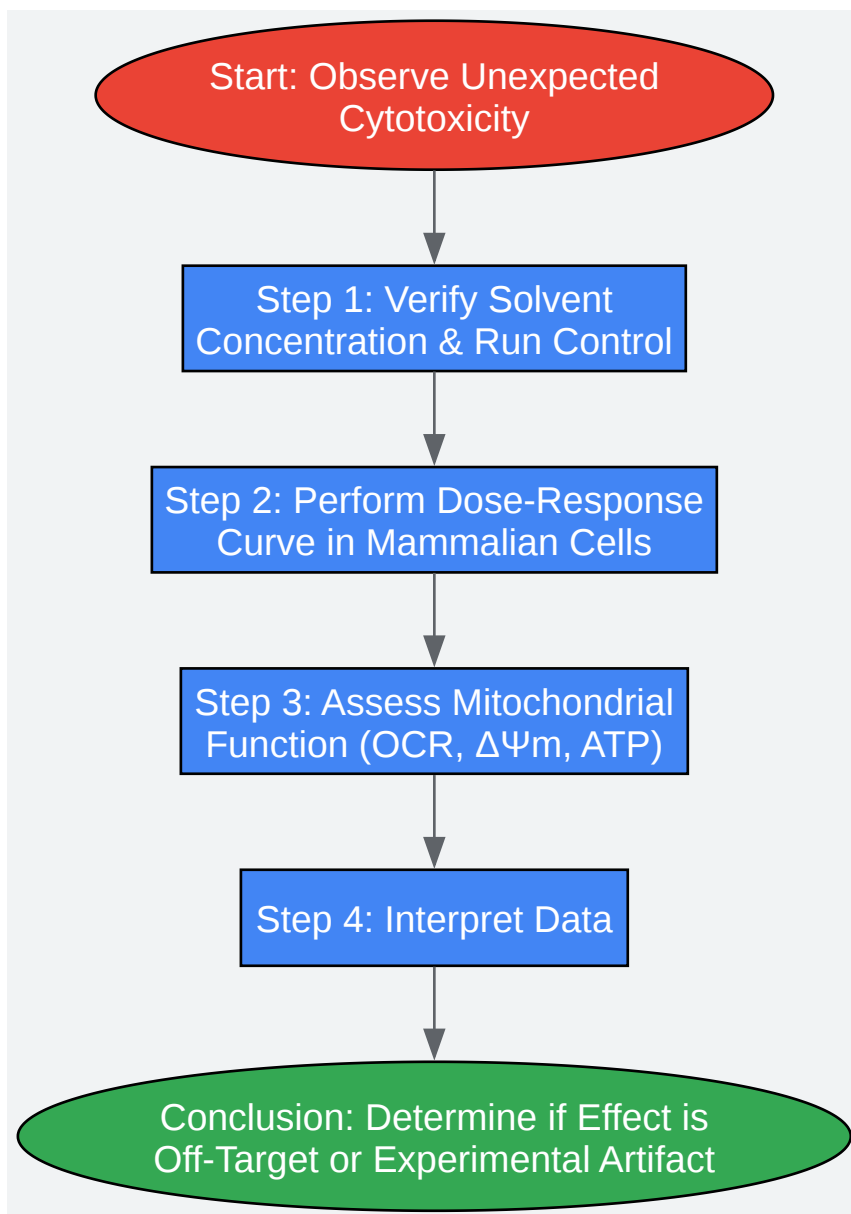 Start: Observe Unexpected
Cytotoxicity
Step 1: Verify Solvent
Concentration & Run Control
Step 2: Perform Dose-Response
Curve in Mammalian Cells
Step 3: Assess Mitochondrial
Function (OCR, ΔΨm, ATP)
Step 4: Interpret Data
Conclusion: Determine if Effect is
Off-Target or Experimental Artifact